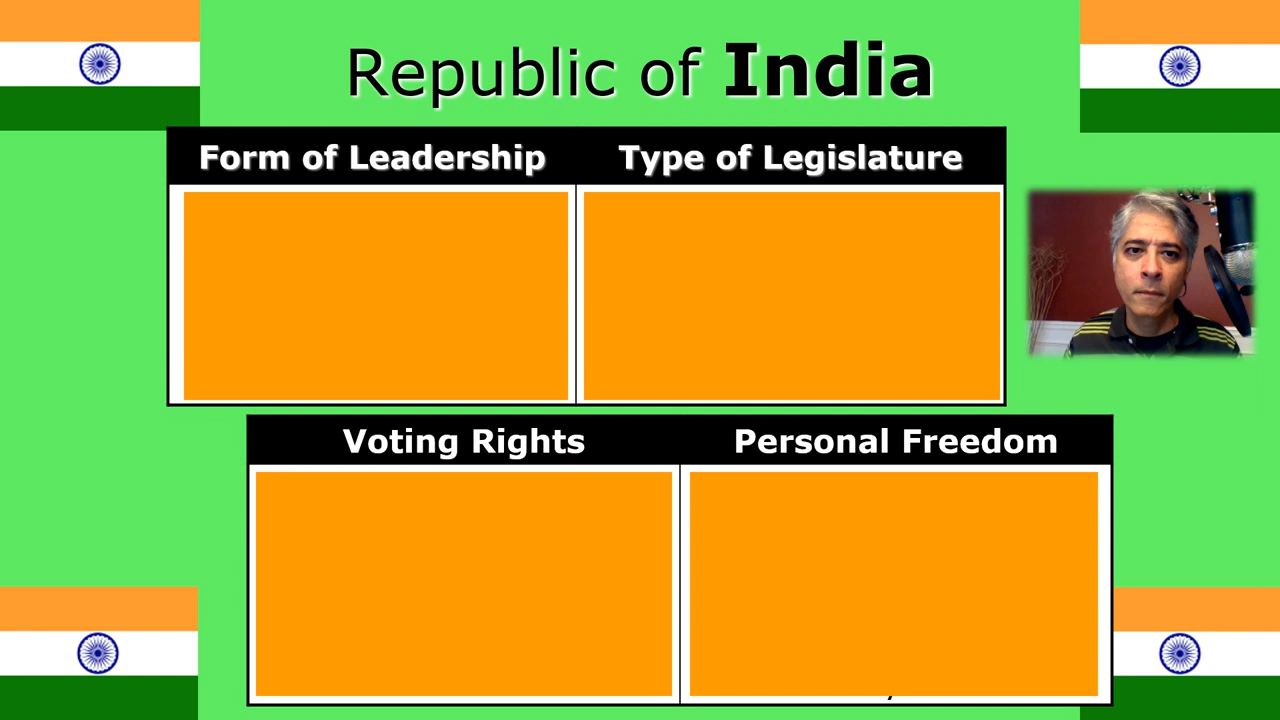 Republic of India
Form of Leadership
Type of Legislature
Voting Rights
Personal Freedom